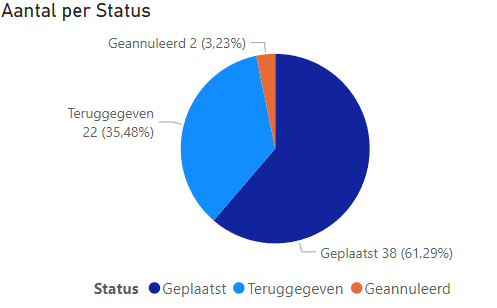 Aantal per Status
Geannuleerd 2 (3,23%)
Teruggegeven
22 (35,48%)
Geplaatst 38 (61,29%)
Status Geplaatst Teruggegeven Geannuleerd